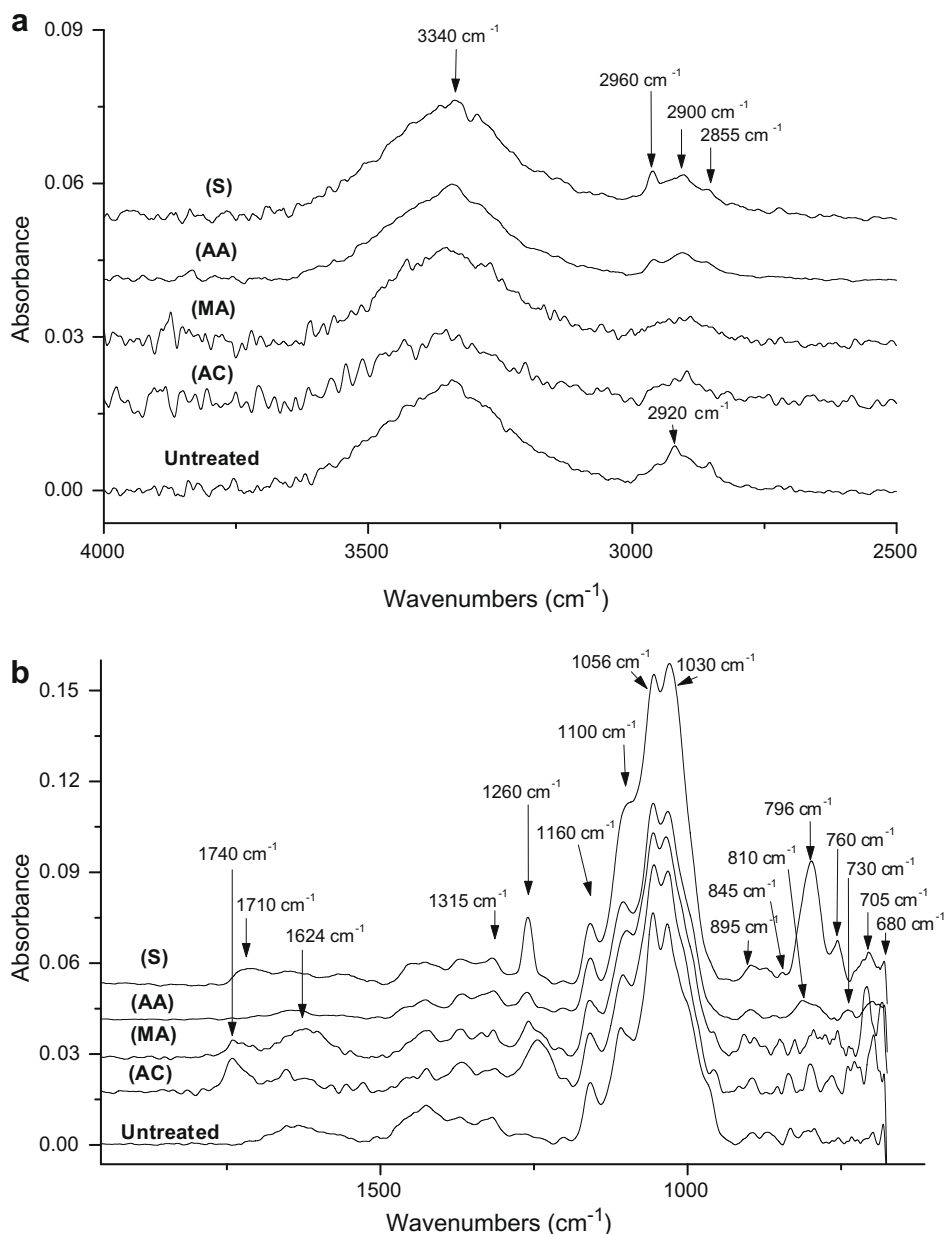 a
0.09
3340 cm⁻¹
2960 cm⁻¹
2900 cm⁻¹
2855 cm⁻¹
(S)
0.06
(AA)
(MA)
0.03
(AC)
2920 cm⁻¹
Untreated
0.00
Absorbance
4000 3500 3000 2500
Wavenumbers (cm⁻¹)
b
1056 cm⁻¹
1030 cm⁻¹
0.15
1100 cm⁻¹
0.12
1260 cm⁻¹
1160 cm⁻¹
796 cm⁻¹
810 cm⁻¹
760 cm⁻¹
0.09
1740 cm⁻¹
845 cm⁻¹
730 cm⁻¹
1710 cm⁻¹
1315 cm⁻¹
705 cm⁻¹
1624 cm⁻¹
895 cm⁻¹
680 cm⁻¹
0.06
(S)
(AA)
(MA)
0.03
(AC)
Untreated
0.00
Absorbance
1500 1000
Wavenumbers (cm⁻¹)